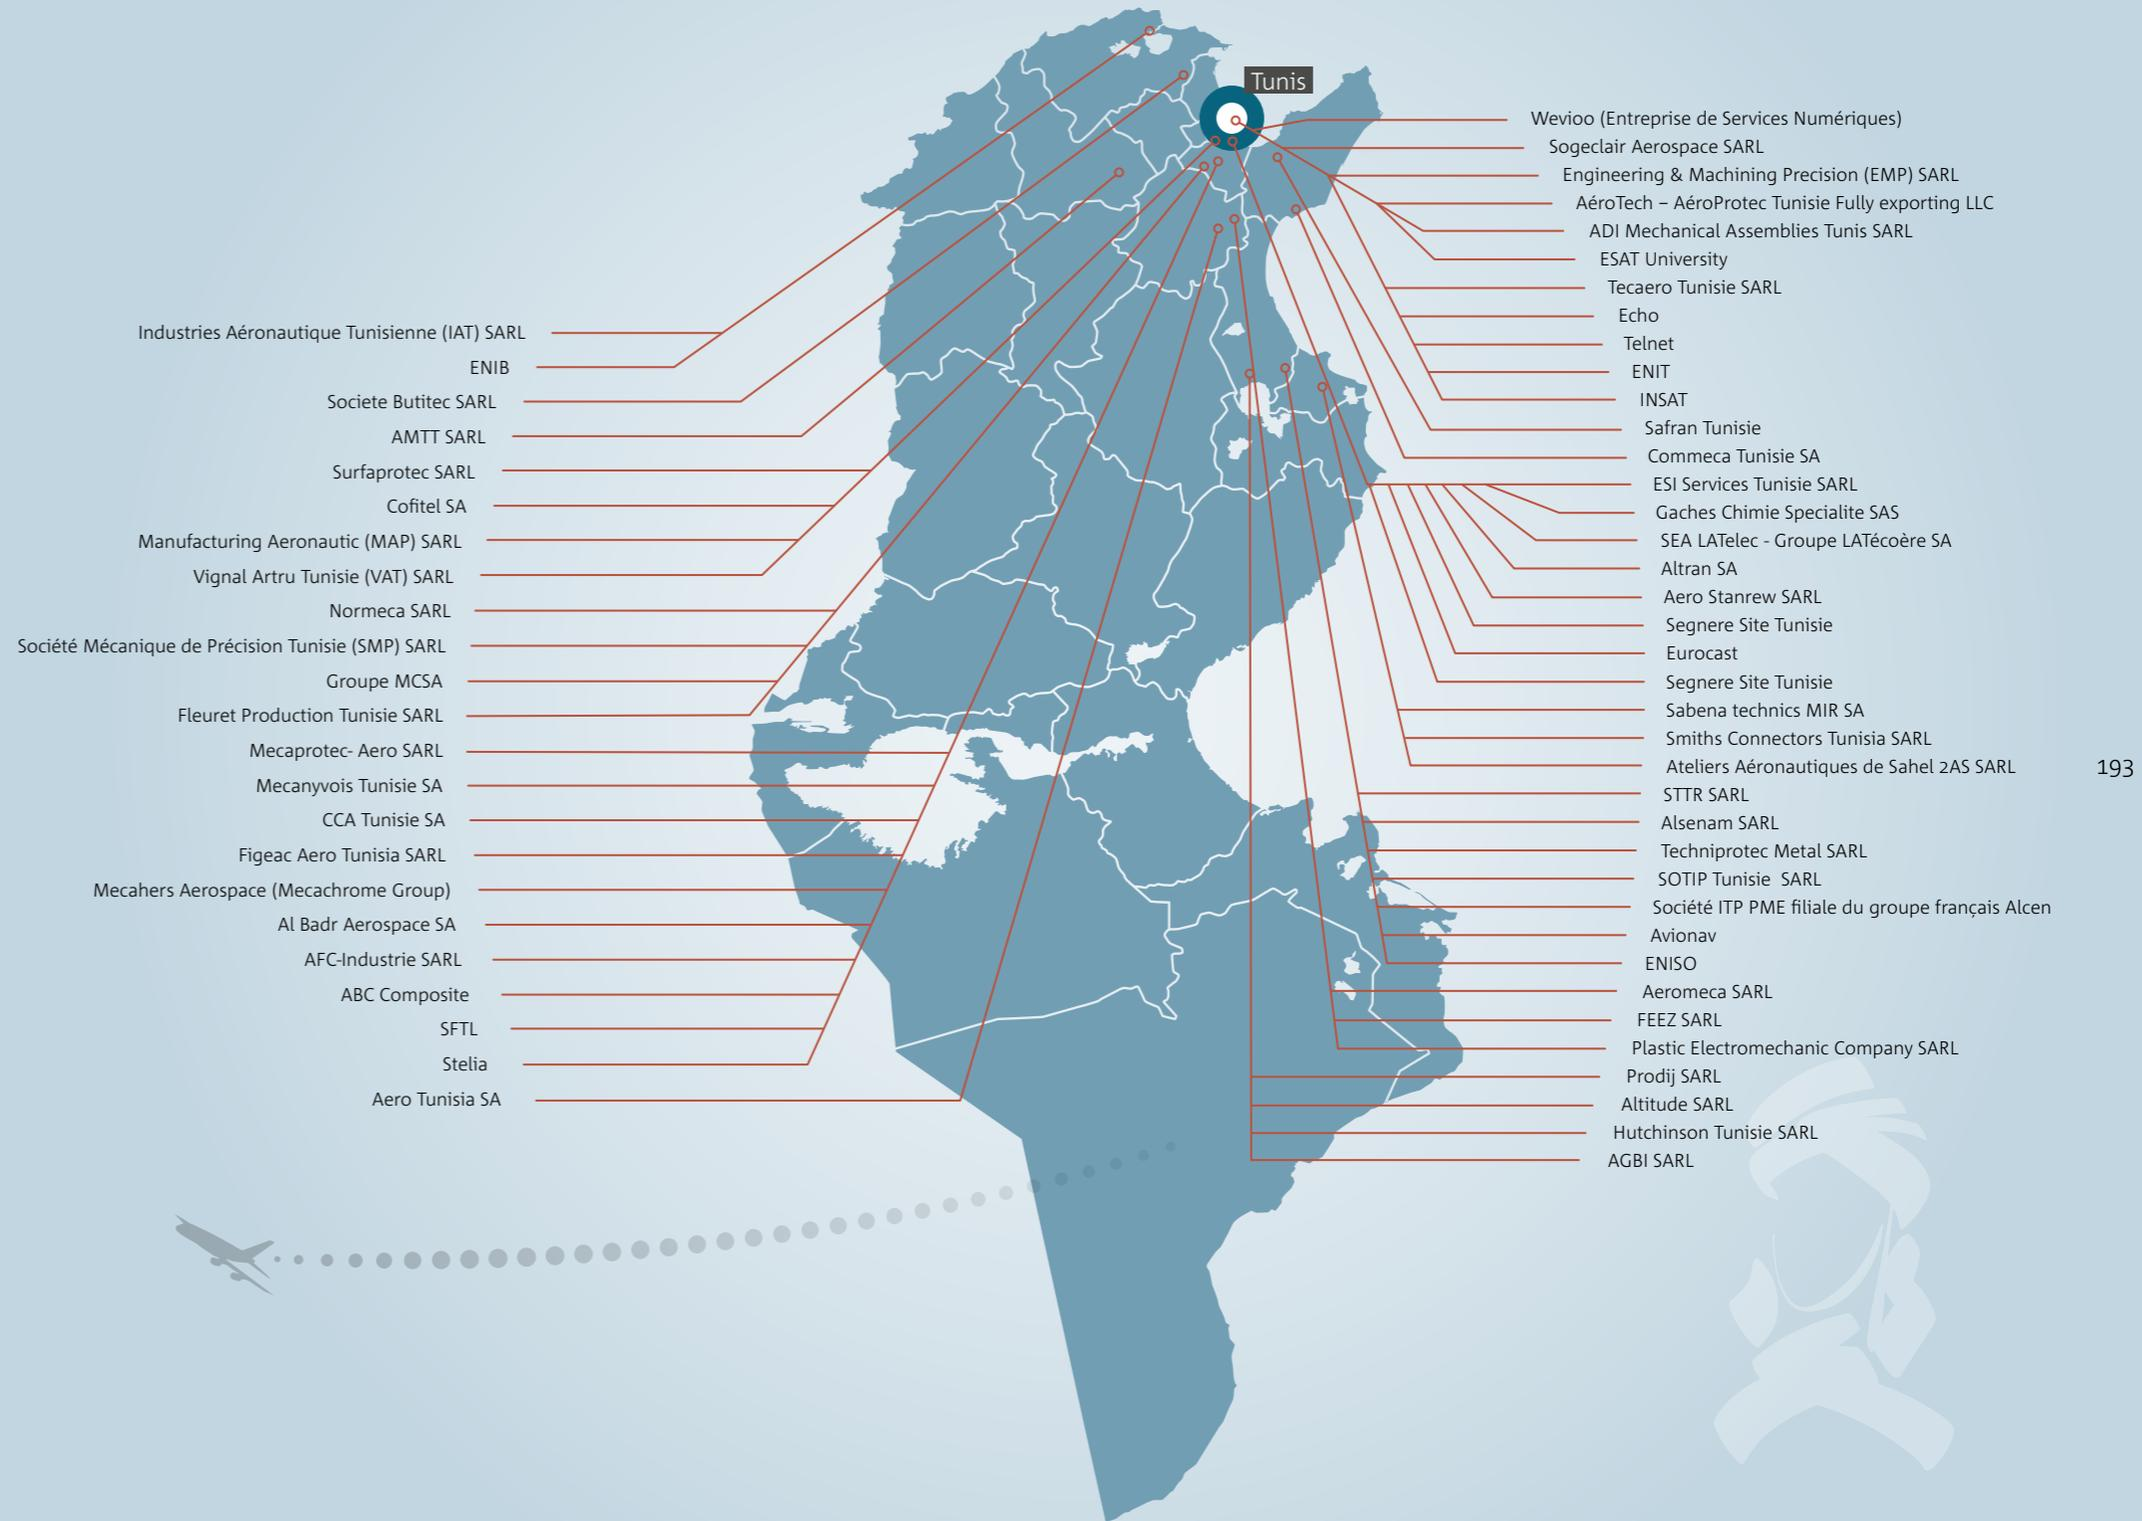 Tunis
Industries Aéronautique Tunisienne (IAT) SARL
ENIB
Societe Butitec SARL
AMTT SARL
Surfaprotec SARL
Cofitel SA
Manufacturing Aeronautic (MAP) SARL
Vignal Artru Tunisie (VAT) SARL
Normeca SARL
Société Mécanique de Précision Tunisie (SMP) SARL
Groupe MCSA
Fleuret Production Tunisie SARL
Mecaprotec- Aero SARL
Mecanyvois Tunisie SA
CCA Tunisie SA
Figeac Aero Tunisia SARL
Mecahers Aerospace (Mecachrome Group)
Al Badr Aerospace SA
AFC-Industrie SARL
ABC Composite
SFTL
Stelia
Aero Tunisia SA
Wevioo (Entreprise de Services Numériques)
Sogeclair Aerospace SARL
Engineering & Machining Precision (EMP) SARL
AéroTech – AéroProtec Tunisie Fully exporting LLC
ADI Mechanical Assemblies Tunis SARL
ESAT University
Tecaero Tunisie SARL
Echo
Telnet
ENIT
INSAT
Safran Tunisie
Commeca Tunisie SA
ESI Services Tunisie SARL
Gaches Chimie Specialite SAS
SEA LATelec - Groupe LATécoère SA
Altran SA
Aero Stanrew SARL
Segnere Site Tunisie
Eurocast
Segnere Site Tunisie
Sabena technics MIR SA
Smiths Connectors Tunisia SARL
Ateliers Aéronautiques de Sahel 2AS SARL
STTR SARL
Alsenam SARL
Techniprotec Metal SARL
SOTIP Tunisie SARL
Société ITP PME filiale du groupe français Alcen
Avionav
ENISO
Aeromeca SARL
FEEZ SARL
Plastic Electromechanic Company SARL
Prodij SARL
Altitude SARL
Hutchinson Tunisie SARL
AGBI SARL
193